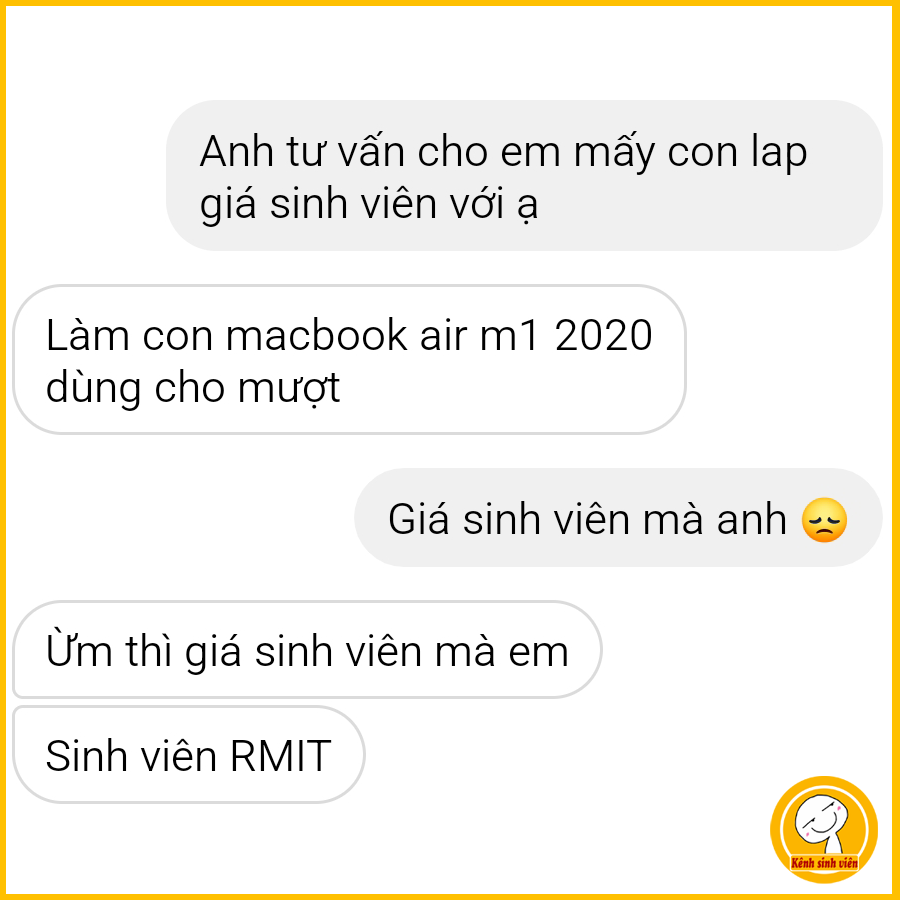 Anh tư vấn cho em mấy con lap
giá sinh viên với ạ
Làm con macbook air m1 2020
dùng cho mượt
Giá sinh viên mà anh 😞
Ừm thì giá sinh viên mà em
Sinh viên RMIT
Kênh sinh viên